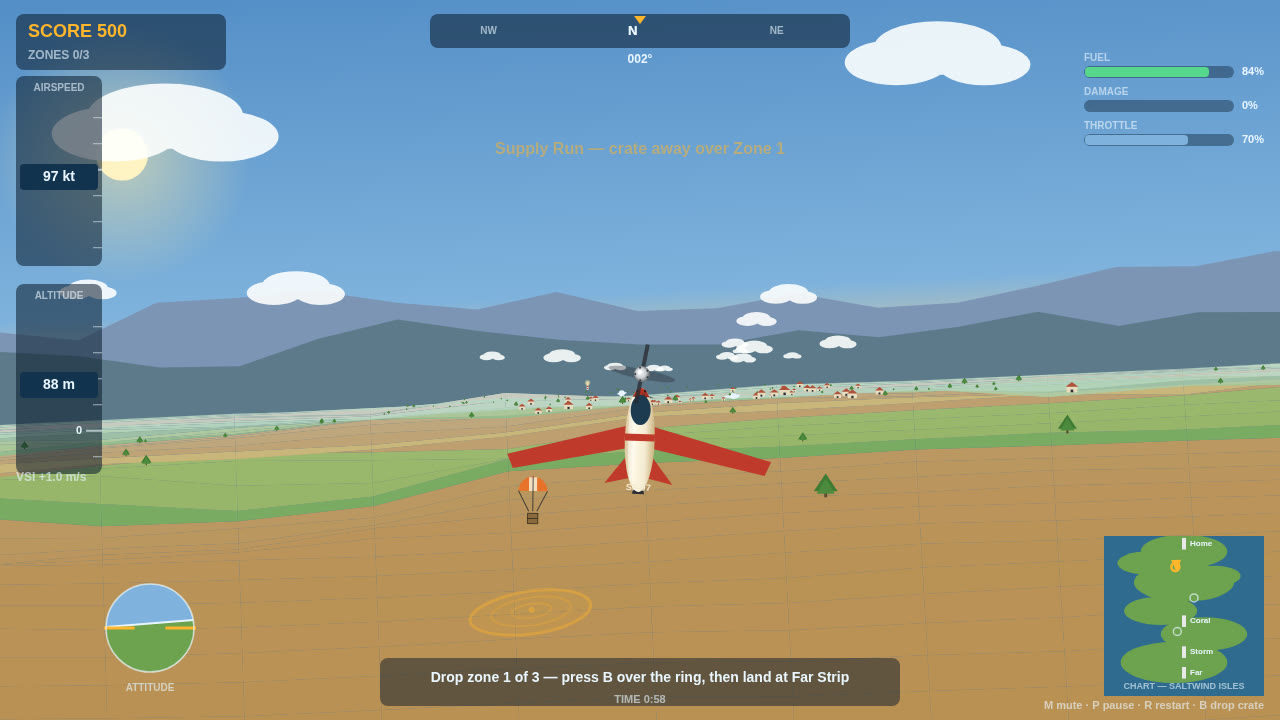 SCORE 500
ZONES 0/3
NW
N
NE
002°
FUEL
84%
DAMAGE
0%
THROTTLE
70%
AIRSPEED
97 kt
Supply Run — crate away over Zone 1
ALTITUDE
88 m
0
VSI +1.0 m/s
ATTITUDE
Drop zone 1 of 3 — press B over the ring, then land at Far Strip
TIME 0:58
Home
Coral
Storm
Far
CHART — SALTWIND ISLES
M mute · P pause · R restart · B drop crate